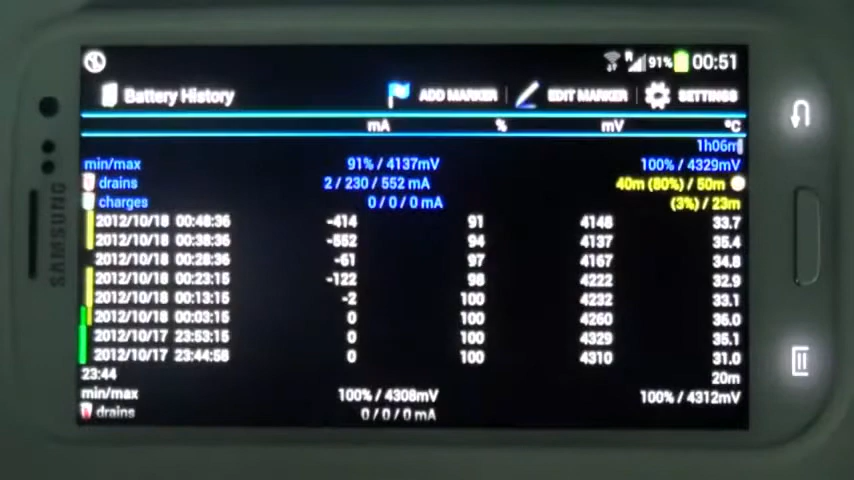 91% 00:51
Battery History ADD MARKER EDIT MARKER SETTINGS
mA % mV °C
1h06m
min/max 91% / 4137mV 100% / 4329mV
drains 2 / 230 / 552 mA 40m (80%) / 50m
charges 0 / 0 / 0 mA (3%) / 23m
2012/10/18 00:48:36 -414 91 4148 33.7
2012/10/18 00:38:36 -552 94 4137 35.4
2012/10/18 00:28:36 -61 97 4167 34.8
2012/10/18 00:23:15 -122 98 4222 32.9
2012/10/18 00:13:15 -2 100 4232 33.1
2012/10/18 00:03:15 0 100 4260 36.0
2012/10/17 23:53:15 0 100 4329 35.1
2012/10/17 23:44:58 0 100 4310 31.0
23:44 20m
min/max 100% / 4308mV 100% / 4312mV
drains 0 / 0 / 0 mA
SAMSUNG